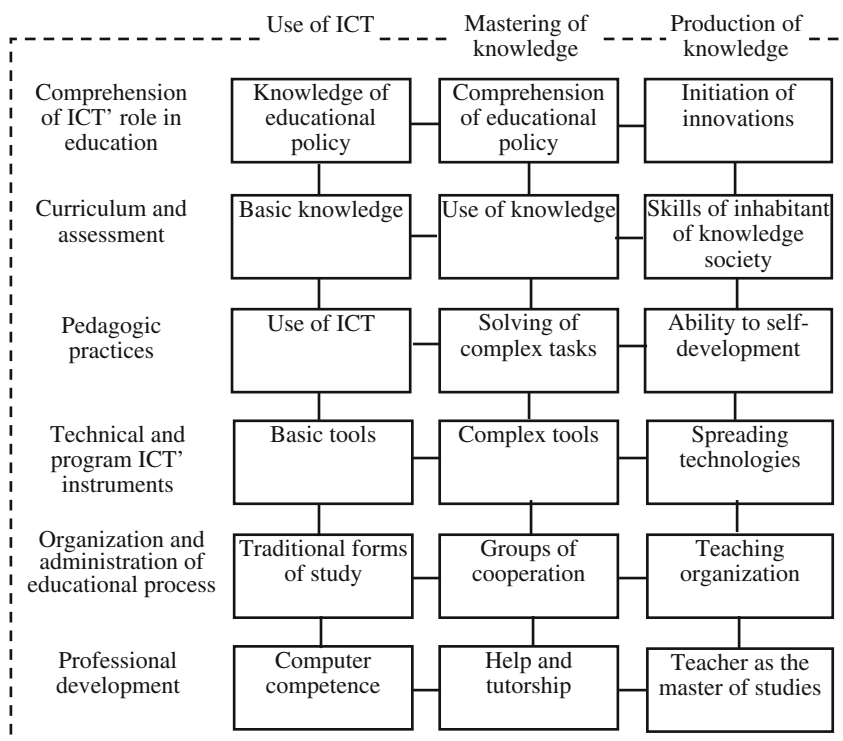 Use of ICT
Mastering of
knowledge
Production of
knowledge
Comprehension
of ICT’ role in
education
Knowledge of
educational
policy
Comprehension
of educational
policy
Initiation of
innovations
Curriculum and
assessment
Basic knowledge
Use of knowledge
Skills of inhabitant
of knowledge
society
Pedagogic
practices
Use of ICT
Solving of
complex tasks
Ability to self-
development
Technical and
program ICT’
instruments
Basic tools
Complex tools
Spreading
technologies
Organization and
administration of
educational process
Traditional forms
of study
Groups of
cooperation
Teaching
organization
Professional
development
Computer
competence
Help and
tutorship
Teacher as the
master of studies